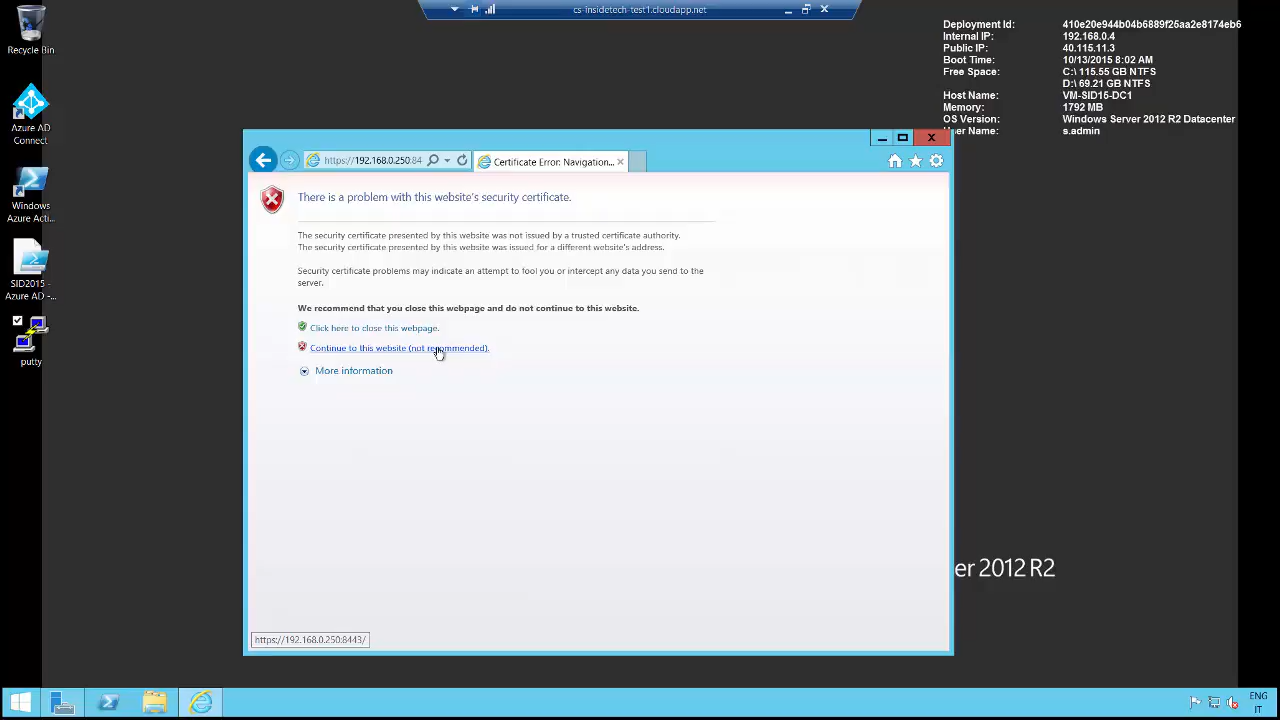 cs-insidetech-test1.cloudapp.net
Recycle Bin
Azure AD
Connect
Windows
Azure Acti...
SID2015 -
Azure AD -...
putty
Deployment Id: 410e20e944b04b6889f25aa2e8174eb6
Internal IP: 192.168.0.4
Public IP: 40.115.11.3
Boot Time: 10/13/2015 8:02 AM
Free Space: C:\ 115.55 GB NTFS
D:\ 69.21 GB NTFS
Host Name: VM-SID15-DC1
Memory: 1792 MB
OS Version: Windows Server 2012 R2 Datacenter
User Name: s.admin
https://192.168.0.250:84
Certificate Error: Navigation...
There is a problem with this website's security certificate.
The security certificate presented by this website was not issued by a trusted certificate authority.
The security certificate presented by this website was issued for a different website's address.
Security certificate problems may indicate an attempt to fool you or intercept any data you send to the
server.
We recommend that you close this webpage and do not continue to this website.
Click here to close this webpage.
Continue to this website (not recommended).
More information
https://192.168.0.250:8443/
er 2012 R2
ENG
IT